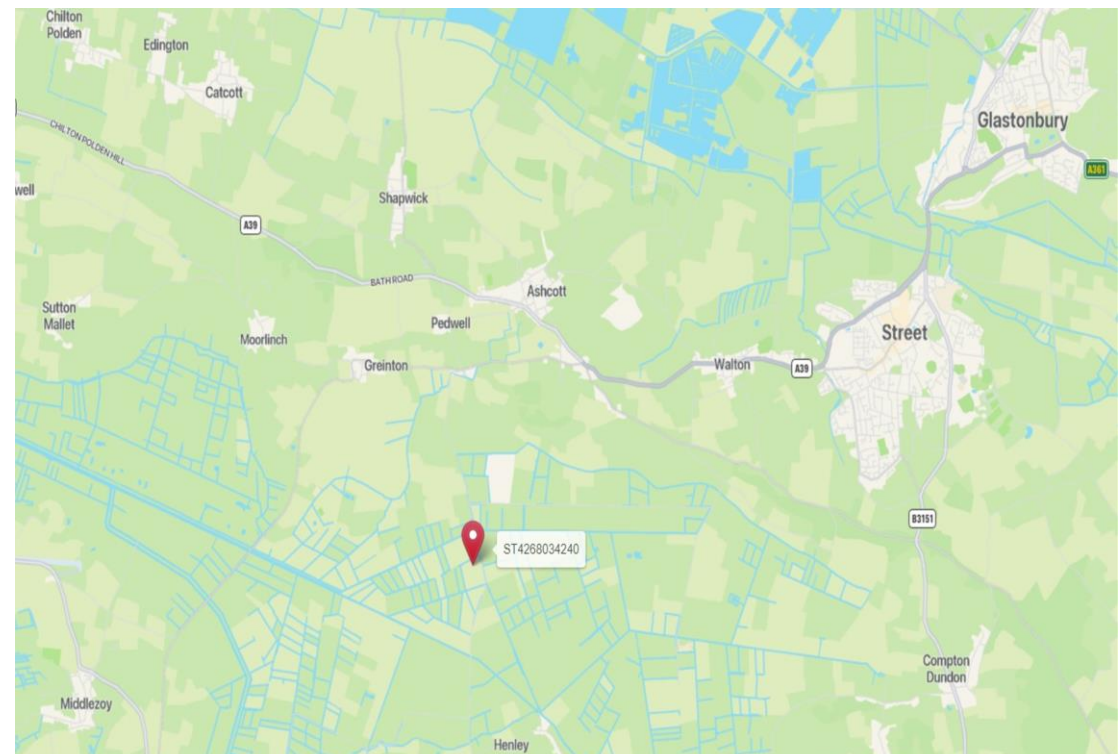 Chilton
Polden
Edington
Catcott
Glastonbury
CHILTON POLDEN HILL
A361
well
Shapwick
A39
BATH ROAD
Ashcott
Sutton
Mallet
Pedwell
Moorlinch
Street
Greinton
Walton
A39
B3151
ST4268034240
Compton
Dundon
Middlezoy
Henley